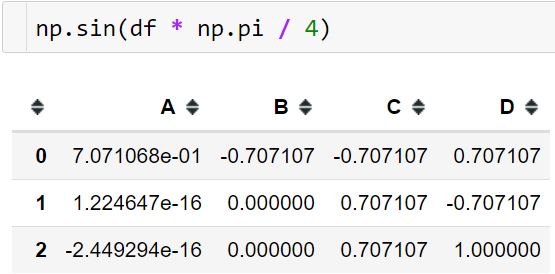 np.sin(df * np.pi / 4)
A B C D
0 7.071068e-01 -0.707107 -0.707107 0.707107
1 1.224647e-16 0.000000 0.707107 -0.707107
2 -2.449294e-16 0.000000 0.707107 1.000000